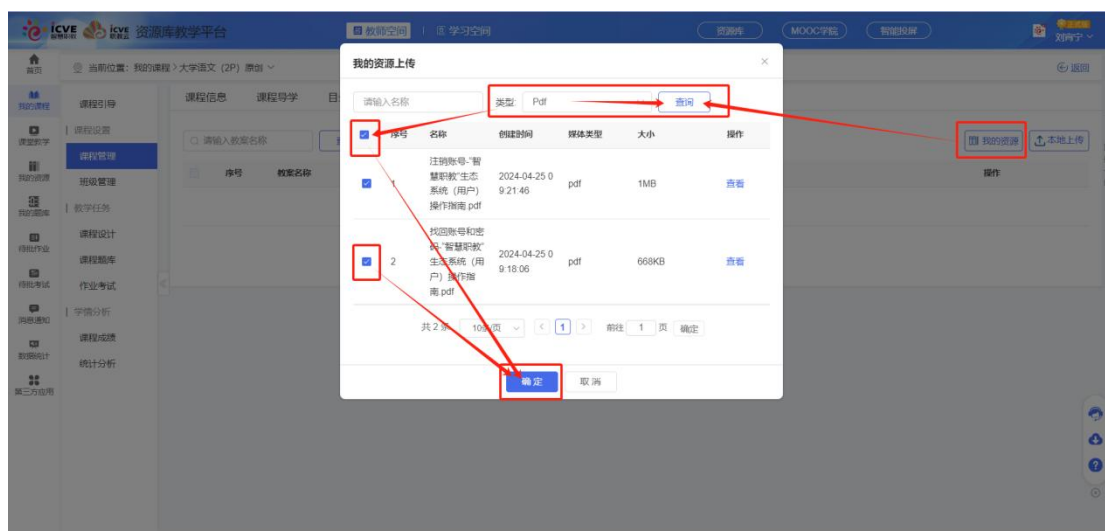 icve 智慧职教 icve 职教云 资源库教学平台 教师空间 | 学习空间 资源库 MOOC学院 智能投屏
首页 当前位置: 我的课程>大学语文 (2P) 原创 返回
我的资源上传
我的课程 课程引导 课程信息 课程导学 目
请输入名称 类型: Pdf 查询
课堂教学 课程设置 请输入教案名称 我的资源 本地上传
课程管理
序号 名称 创建时间 媒体类型 大小 操作
我的资源 班级管理 序号 教案名称 操作
1 注销账号-"智
慧职教"生态
系统(用户)
操作指南.pdf
2024-04-25 0
9:21:46
pdf 1MB 查看
我的题库 教学任务
待批作业 课程设计
课程题库
待批考试 作业考试
2 找回账号和密
码-"智慧职教"
生态系统(用
户)操作指
南.pdf
2024-04-25 0
9:18:06
pdf 668KB 查看
消息通知 学情分析
课程成绩
数据统计 统计分析
第三方应用
共 2 条 10条/页 < 1 > 前往 1 页 确定
确定 取消